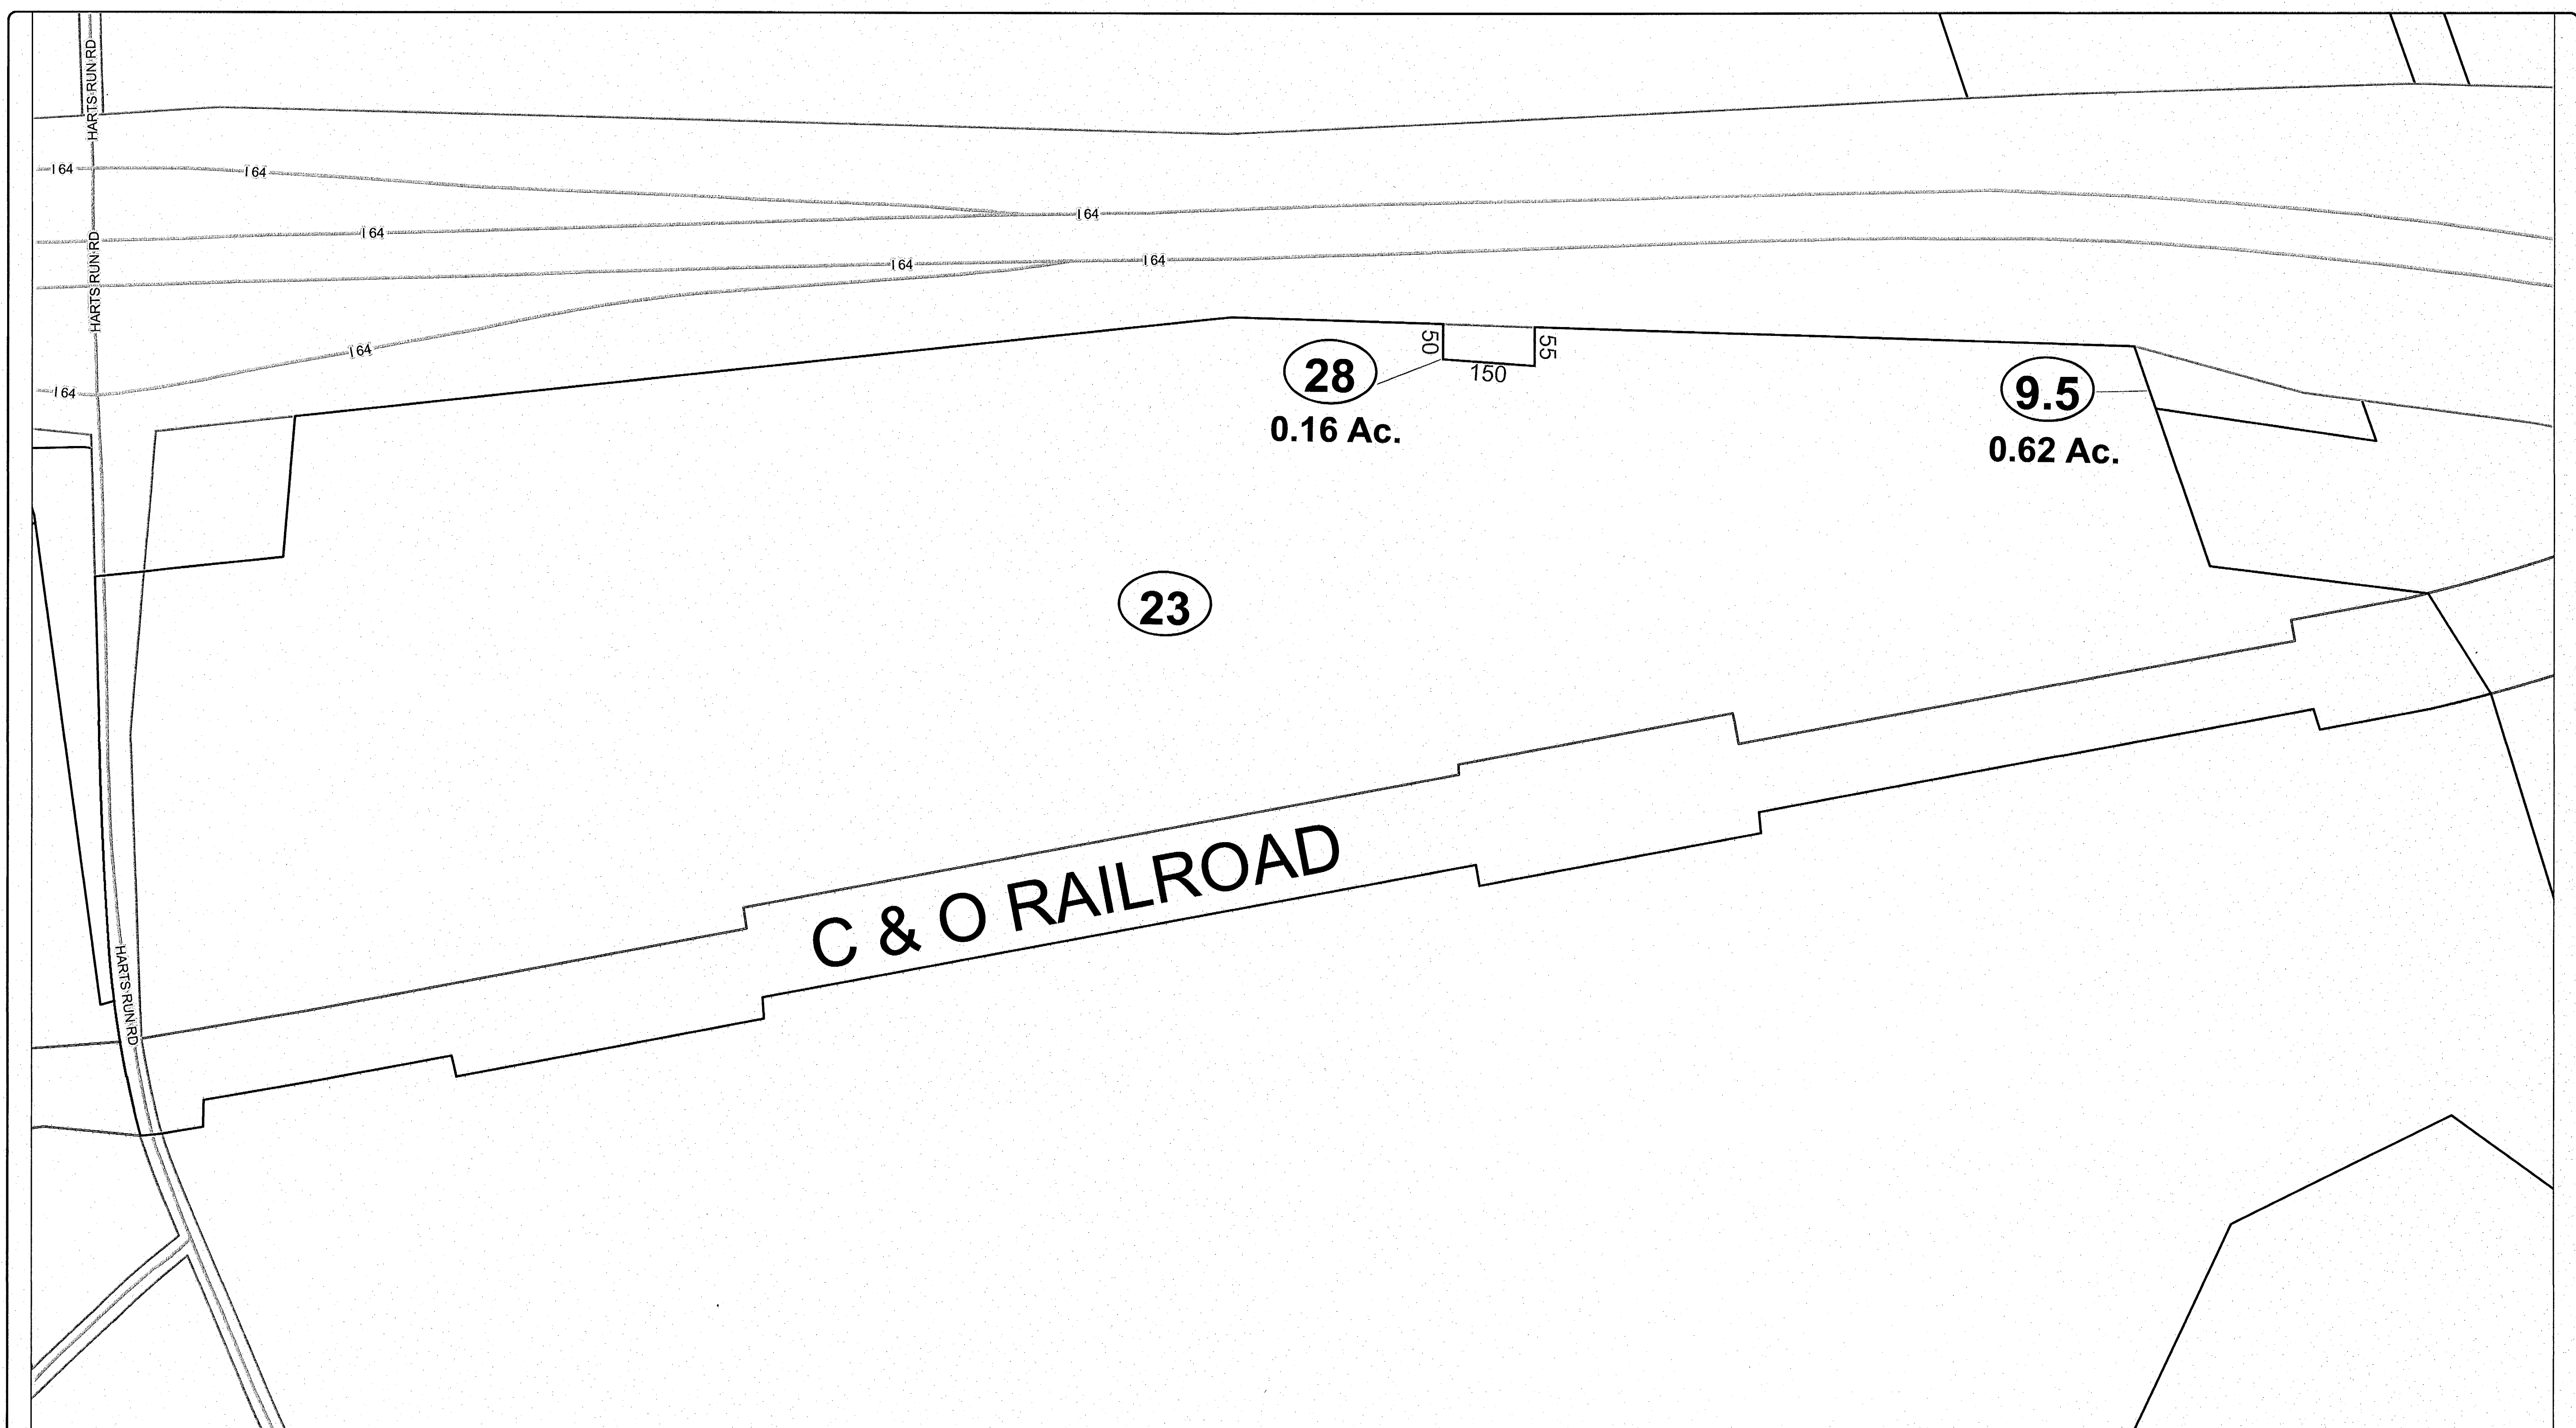 HARTS RUN RD
I 64
I 64
I 64
I 64
HARTS RUN RD
I 64
I 64
I 64
I 64
50
55
28
150
9.5
0.16 Ac.
0.62 Ac.
23
C & O RAILROAD
HARTS RUN RD